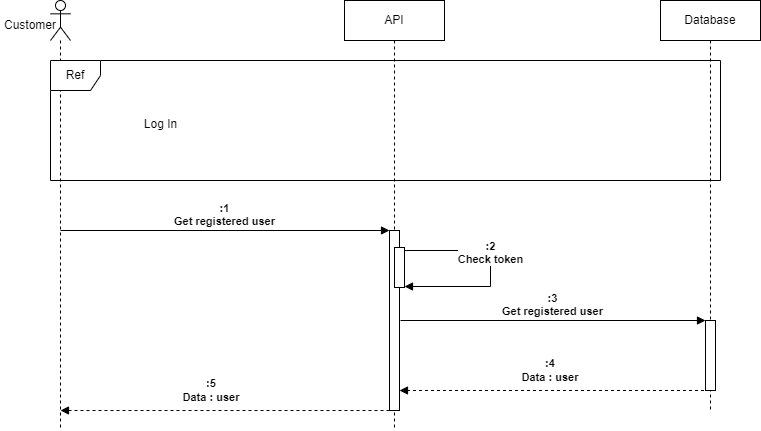 Customer
API
Database
Ref
Log In
:1
Get registered user
:2
Check token
:3
Get registered user
:4
Data : user
:5
Data : user